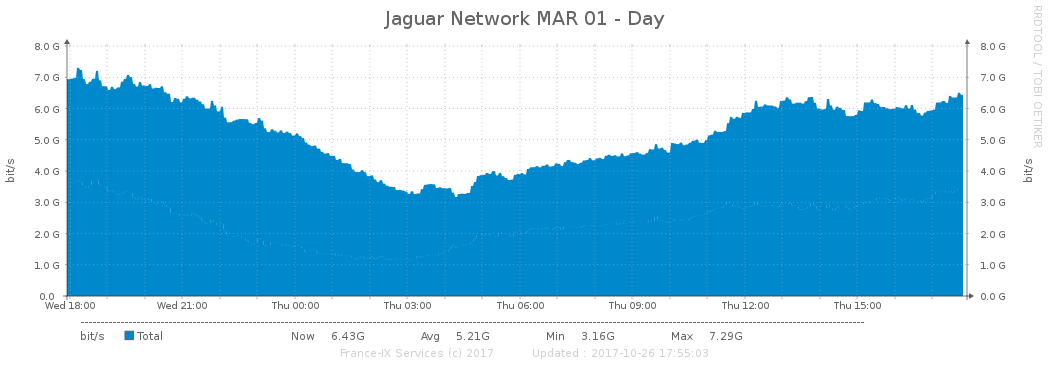 Jaguar Network MAR 01 - Day
RRDTOOL / TOBI OETIKER
8.0 G 8.0 G
7.0 G 7.0 G
6.0 G 6.0 G
5.0 G 5.0 G
4.0 G 4.0 G
3.0 G 3.0 G
2.0 G 2.0 G
1.0 G 1.0 G
0.0 0.0 G
bit/s
bit/s
Wed 18:00 Wed 21:00 Thu 00:00 Thu 03:00 Thu 06:00 Thu 09:00 Thu 12:00 Thu 15:00
bit/s Total Now 6.43G Avg 5.21G Min 3.16G Max 7.29G
France-IX Services (c) 2017 Updated : 2017-10-26 17:55:03